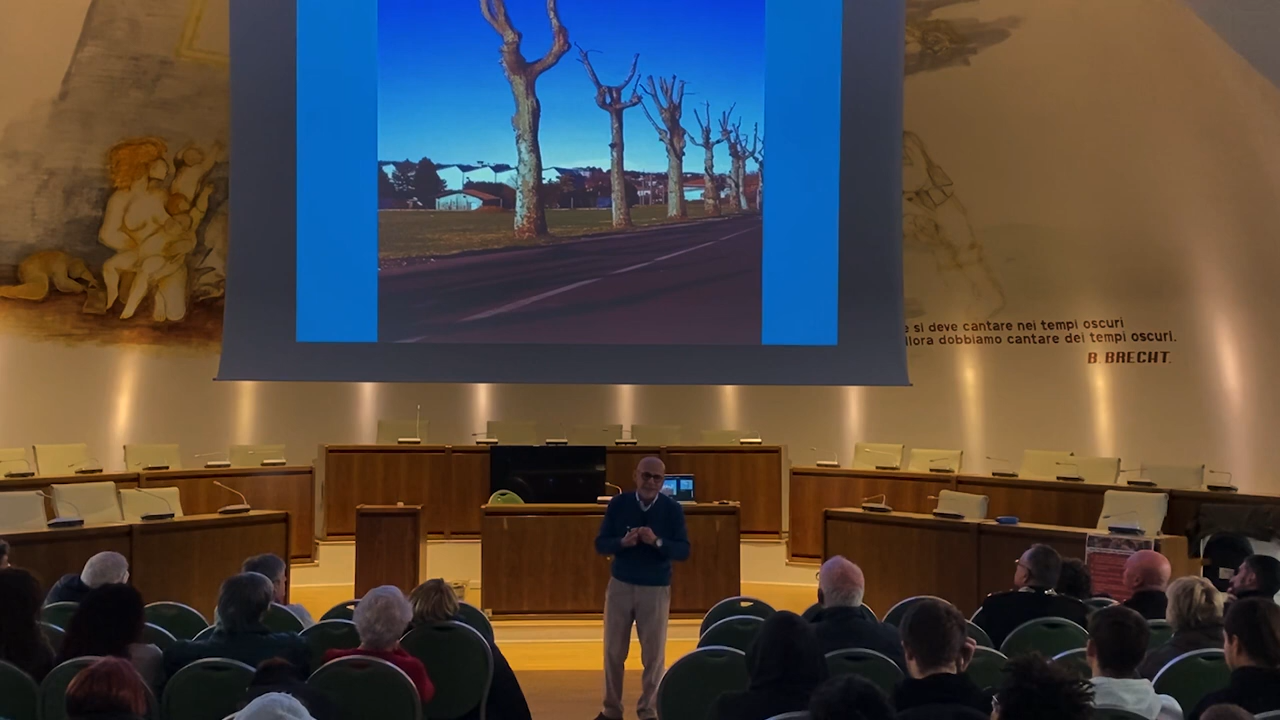 e si deve cantare nei tempi oscuri
llora dobbiamo cantare dei tempi oscuri.
B. BRECHT.